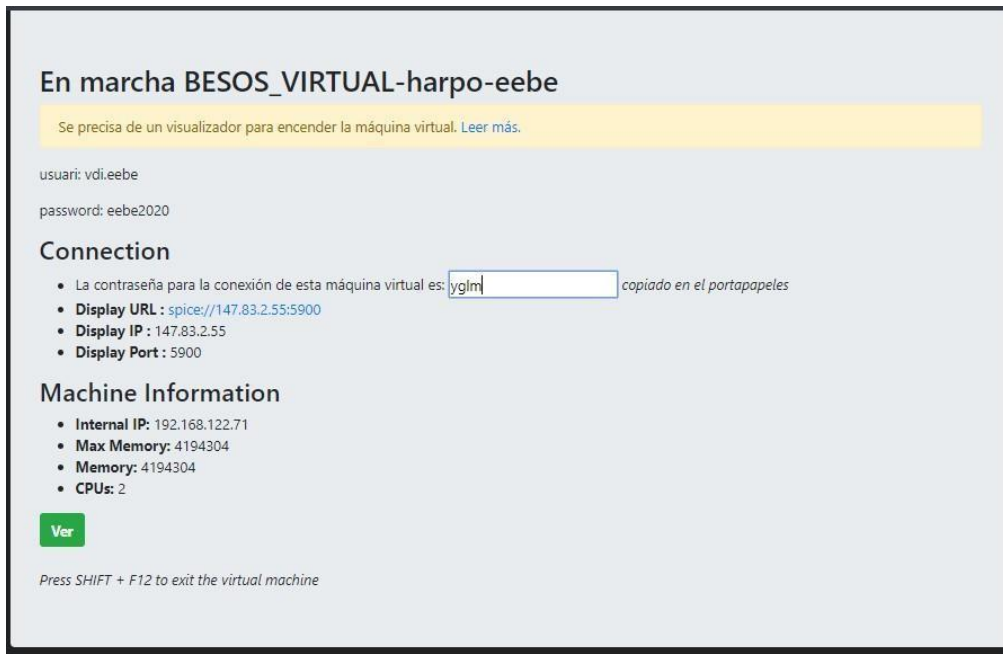 En marcha BESOS_VIRTUAL-harpo-eebe
Se precisa de un visualizador para encender la máquina virtual. Leer más.
usuari: vdi.eebe
password: eebe2020
Connection
• La contraseña para la conexión de esta máquina virtual es: yglm copiado en el portapapeles
• Display URL : spice://147.83.2.55:5900
• Display IP : 147.83.2.55
• Display Port : 5900
Machine Information
• Internal IP: 192.168.122.71
• Max Memory: 4194304
• Memory: 4194304
• CPUs: 2
Ver
Press SHIFT + F12 to exit the virtual machine